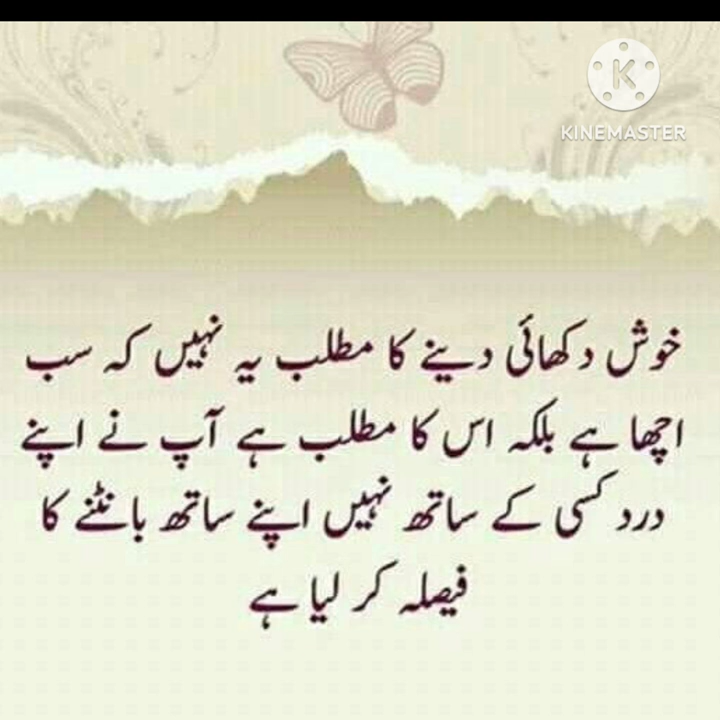 K
KINEMASTER
خوش دکھائی دینے کا مطلب یہ نہیں کہ سب
اچھا ہے بلکہ اس کا مطلب ہے آپ نے اپنے
درد کسی کے ساتھ نہیں اپنے ساتھ بانٹنے کا
فیصلہ کر لیا ہے